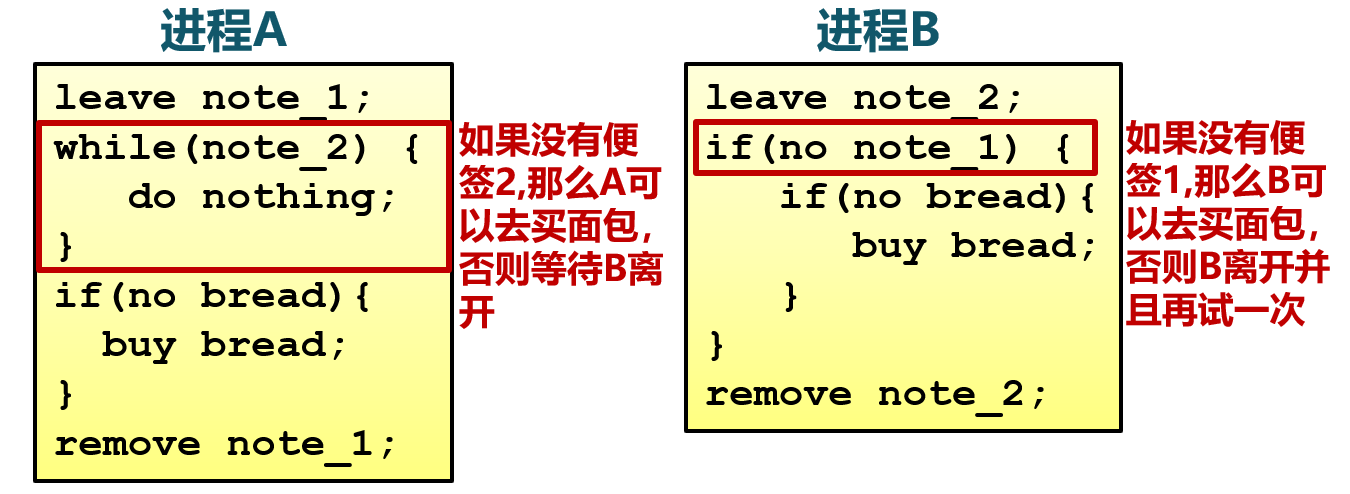 进程A
leave note_1;
while(note_2) {
do nothing;
}
if(no bread){
buy bread;
}
remove note_1;
如果没有便
签2,那么A可
以去买面包，
否则等待B离
开
进程B
leave note_2;
if(no note_1) {
if(no bread){
buy bread;
}
}
remove note_2;
如果没有便
签1,那么B可
以去买面包，
否则B离开并
且再试一次